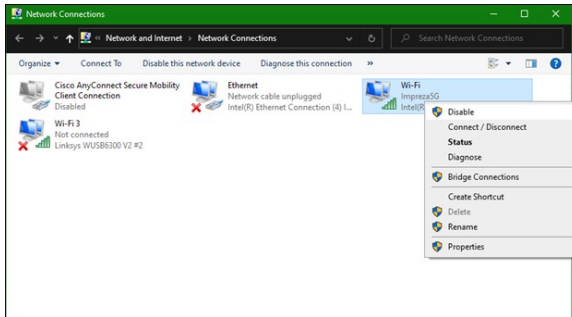 Network Connections
« Network and Internet › Network Connections
Search Network Connections
Organize
Connect To
Disable this network device
Diagnose this connection
»
Cisco AnyConnect Secure Mobility
Client Connection
Disabled
Ethernet
Network cable unplugged
Intel(R) Ethernet Connection (4) I...
Wi-Fi
Impreza5G
Intel(R)
Wi-Fi 3
Not connected
Linksys WUSB6300 V2 #2
Disable
Connect / Disconnect
Status
Diagnose
Bridge Connections
Create Shortcut
Delete
Rename
Properties